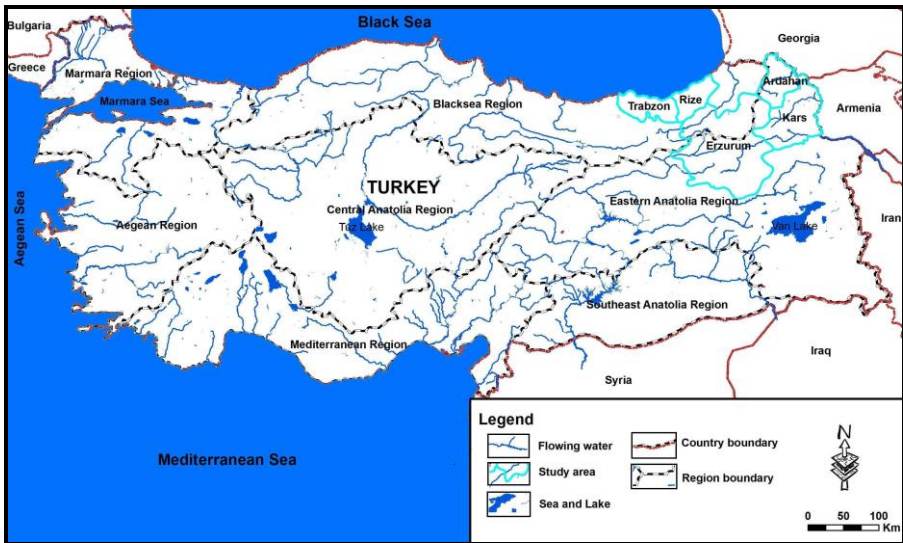 Black Sea
Bulgaria
Georgia
Greece
Marmara Region
Ardahan
Marmara Sea
Blacksea Region
Trabzon
Rize
Armenia
Kars
Erzurum
TURKEY
Eastern Anatolia Region
Central Anatolia Region
Iran
Aegean Sea
Aegean Region
Tuz Lake
Van Lake
Southeast Anatolia Region
Mediterranean Region
Iraq
Syria
Mediterranean Sea
Legend
Flowing water
Country boundary
N
Study area
Region boundary
Sea and Lake
0 50 100
Km